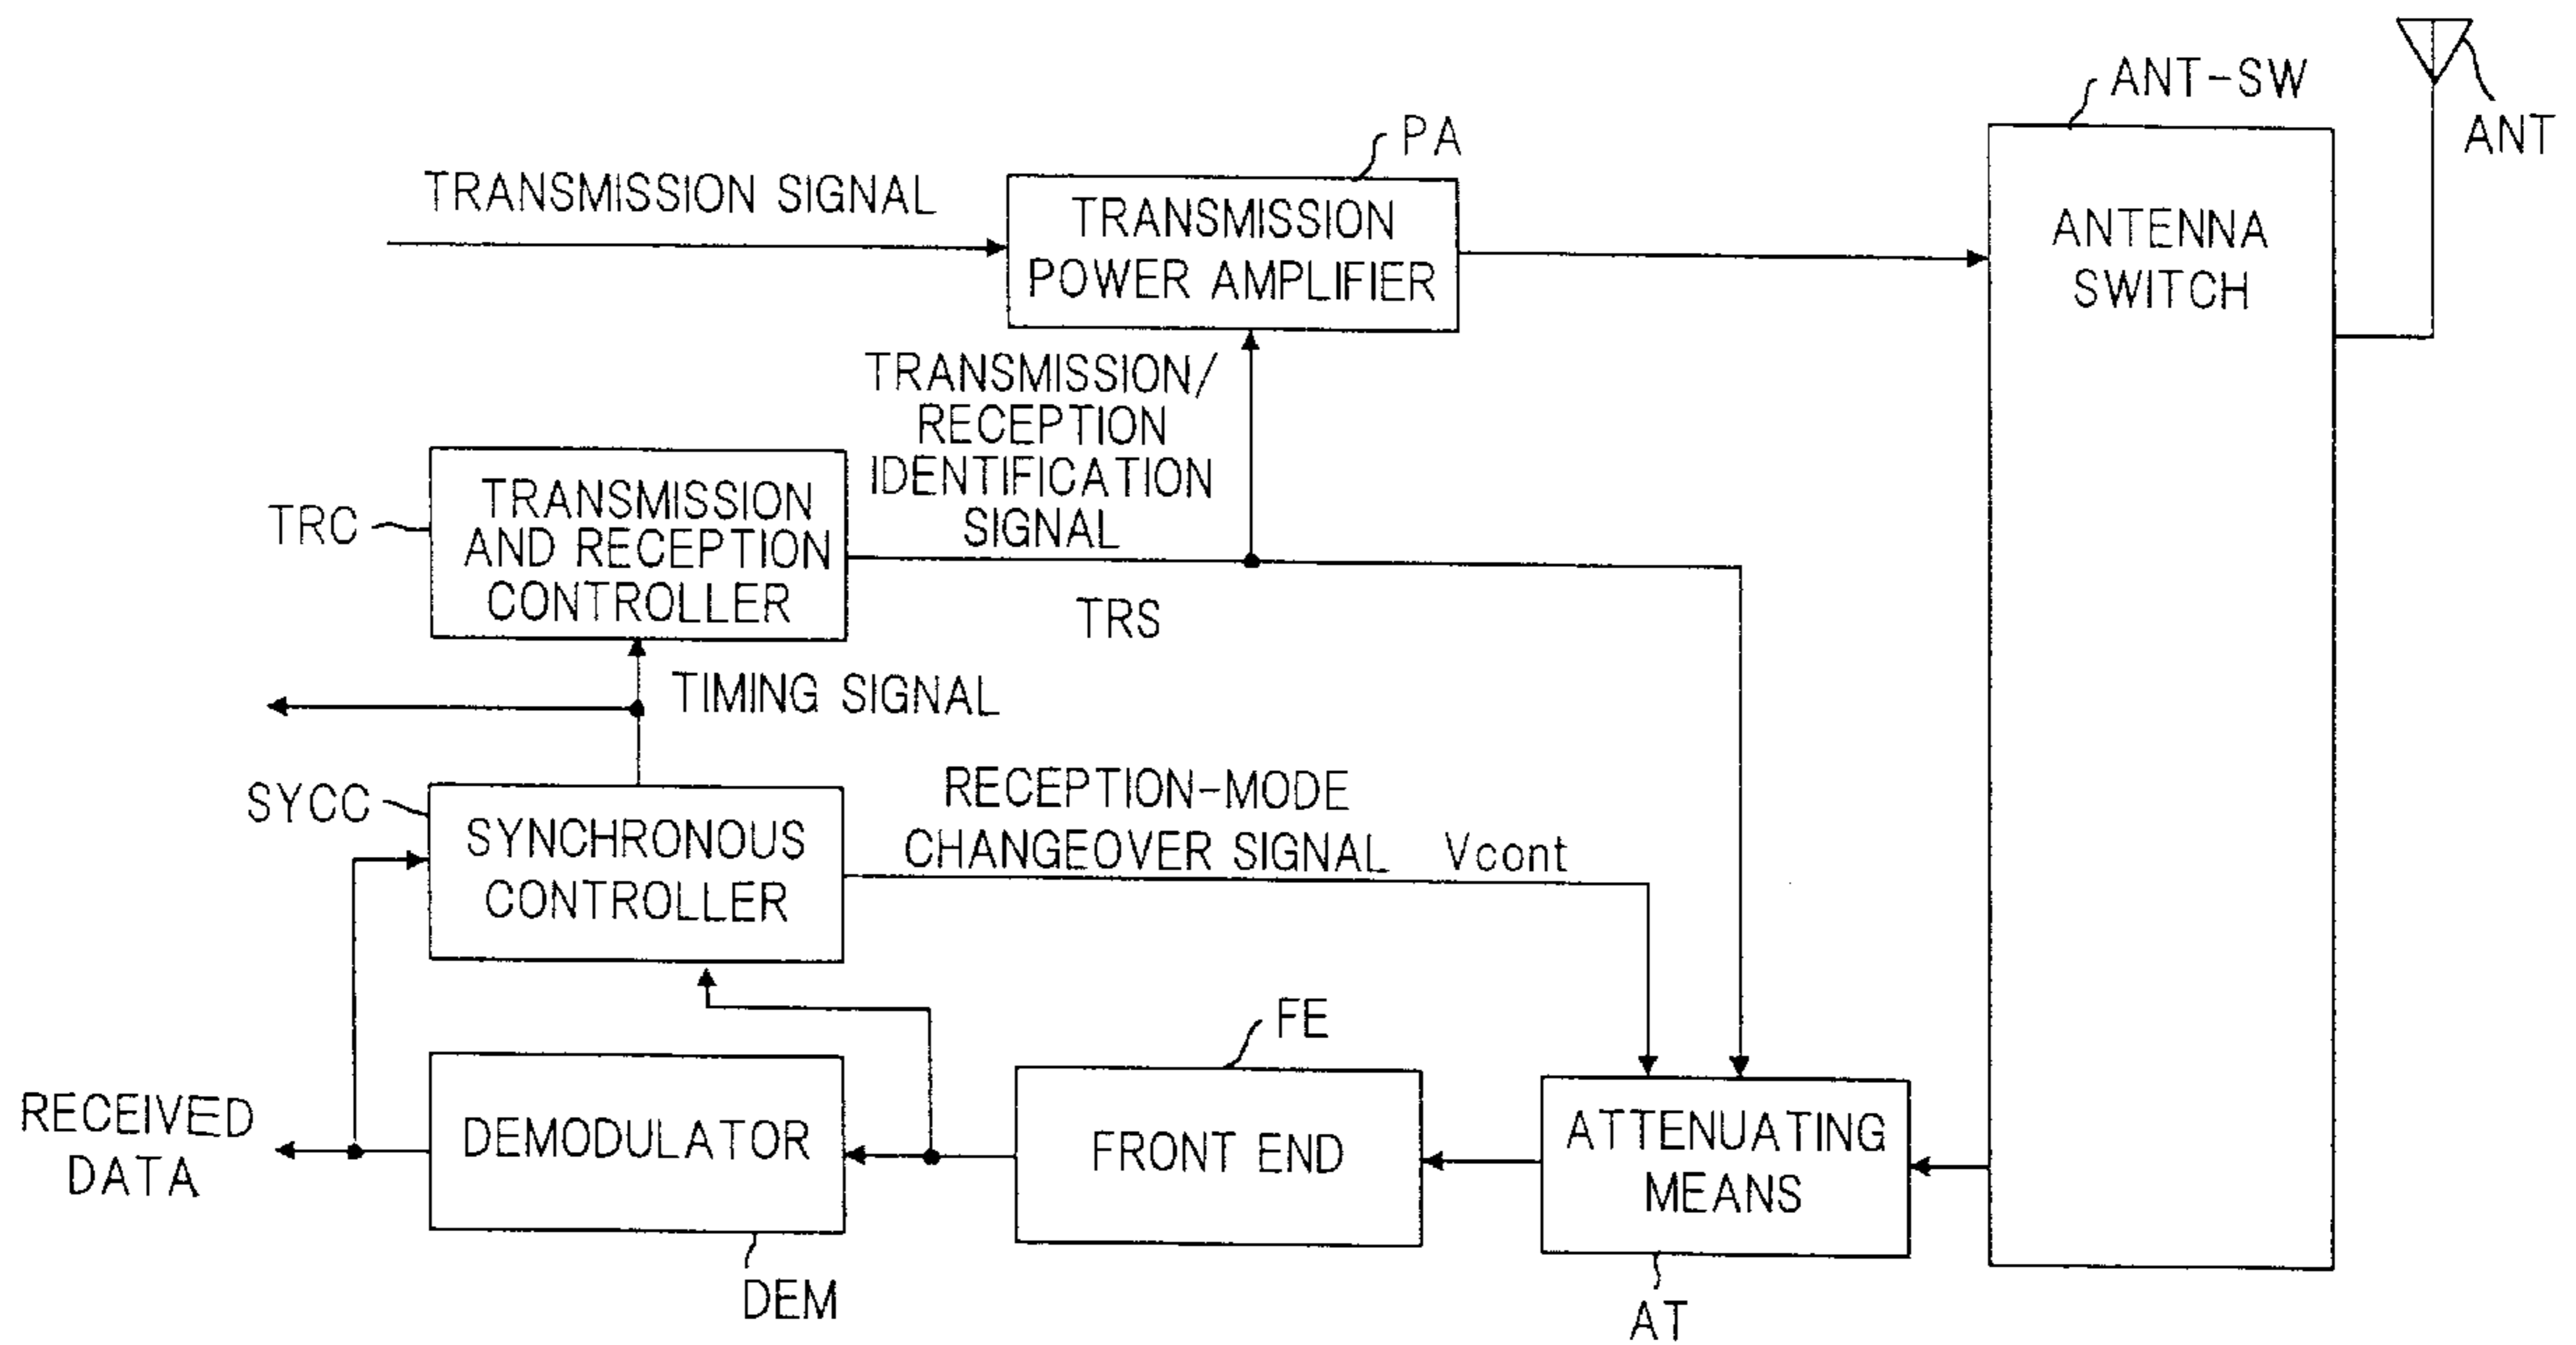 ANT-SW
ANT
PA
TRANSMISSION SIGNAL
TRANSMISSION
POWER AMPLIFIER
ANTENNA
SWITCH
TRANSMISSION/
RECEPTION
IDENTIFICATION
SIGNAL
TRC
TRANSMISSION
AND RECEPTION
CONTROLLER
TRS
TIMING SIGNAL
SYCC
SYNCHRONOUS
CONTROLLER
RECEPTION-MODE
CHANGEOVER SIGNAL Vcont
FE
RECEIVED
DATA
DEMODULATOR
FRONT END
ATTENUATING
MEANS
DEM
AT